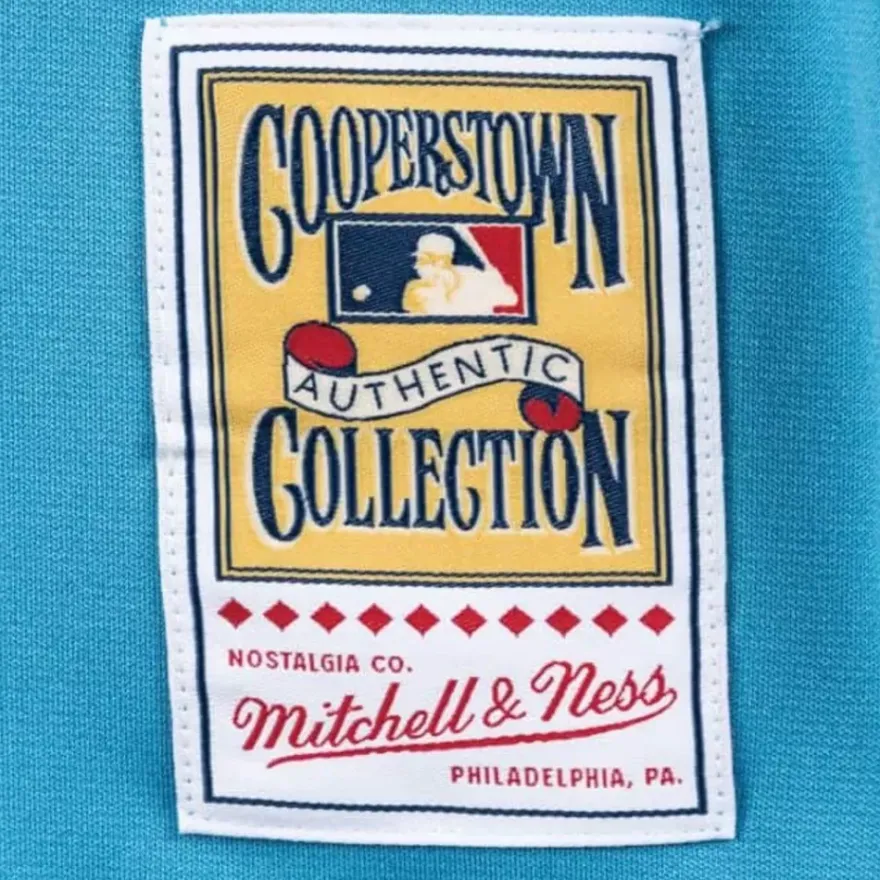 COOPERSTOWN
AUTHENTIC
COLLECTION
NOSTALGIA CO.
Mitchell & Ness
PHILADELPHIA, PA.